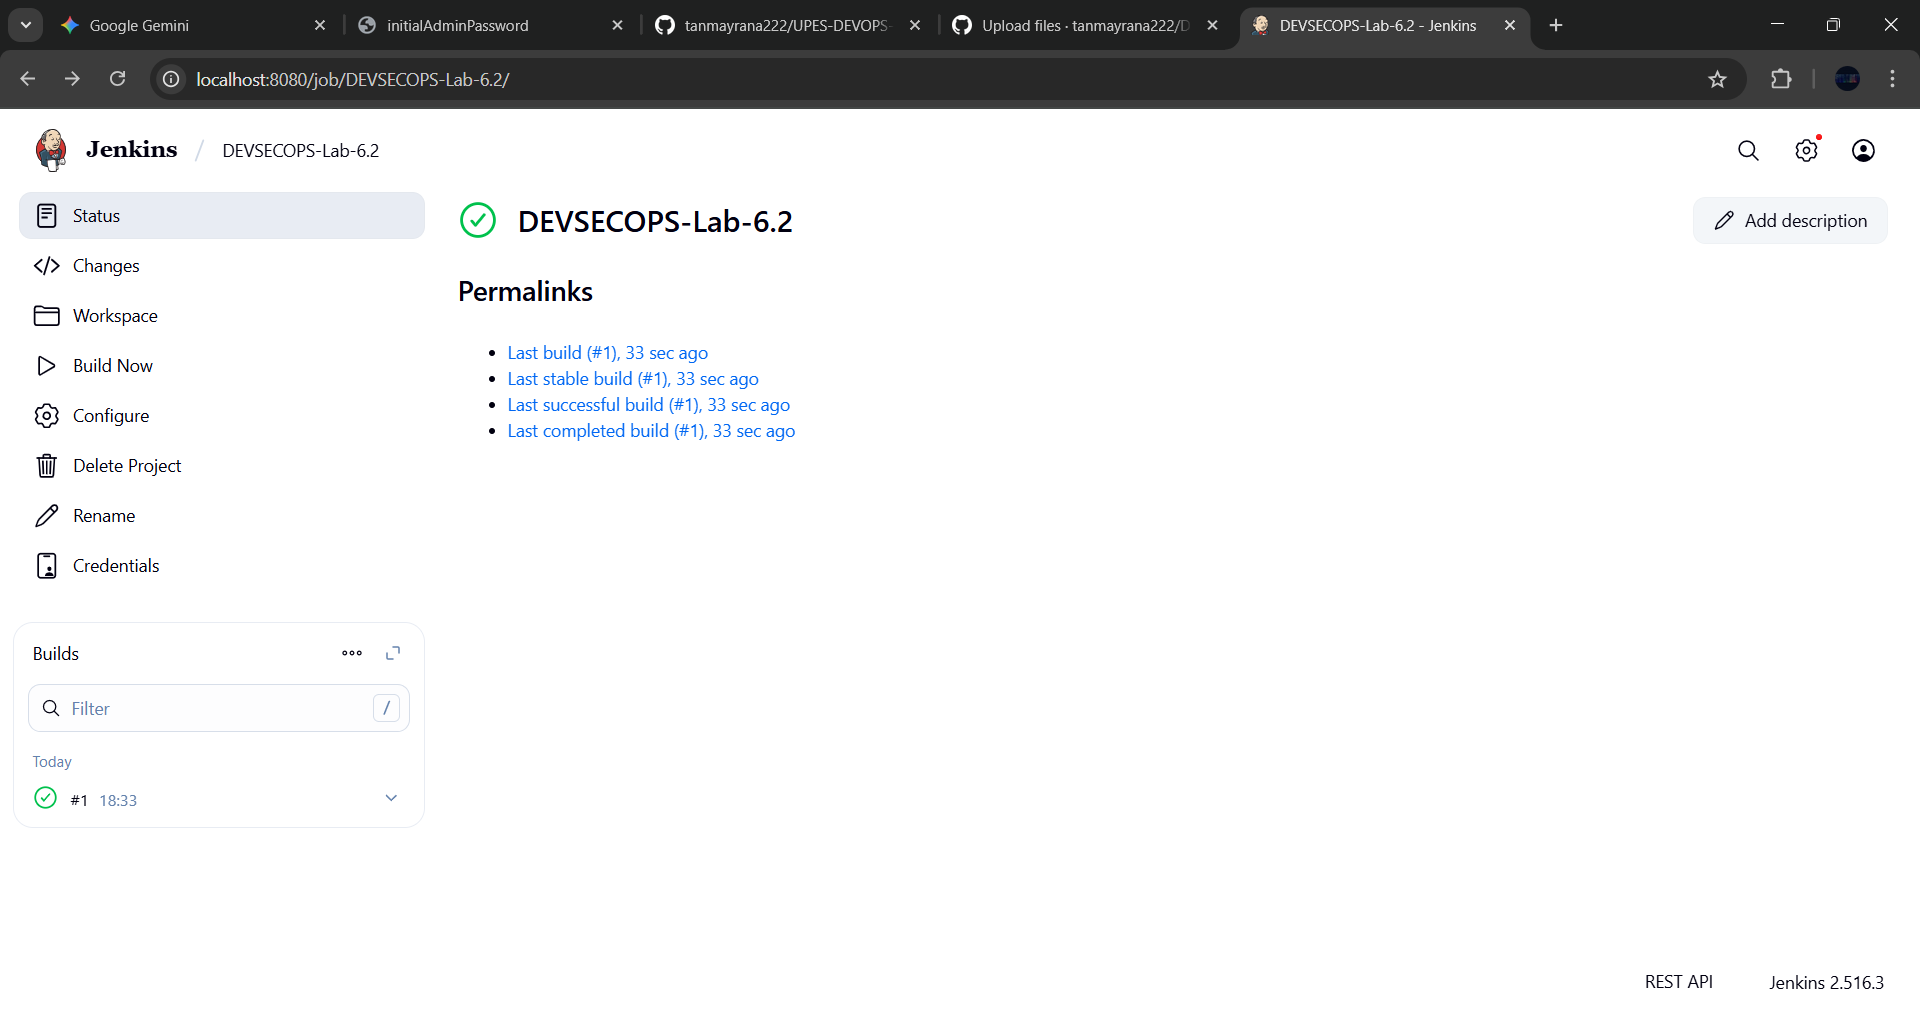 Google Gemini
initialAdminPassword
tanmayrana222/UPES-DEVOPS-
Upload files · tanmayrana222/D
DEVSECOPS-Lab-6.2 - Jenkins
localhost:8080/job/DEVSECOPS-Lab-6.2/
Jenkins / DEVSECOPS-Lab-6.2
Status
Changes
Workspace
Build Now
Configure
Delete Project
Rename
Credentials
Builds
Filter /
Today
#1 18:33
DEVSECOPS-Lab-6.2
Add description
Permalinks
Last build (#1), 33 sec ago
Last stable build (#1), 33 sec ago
Last successful build (#1), 33 sec ago
Last completed build (#1), 33 sec ago
REST API
Jenkins 2.516.3